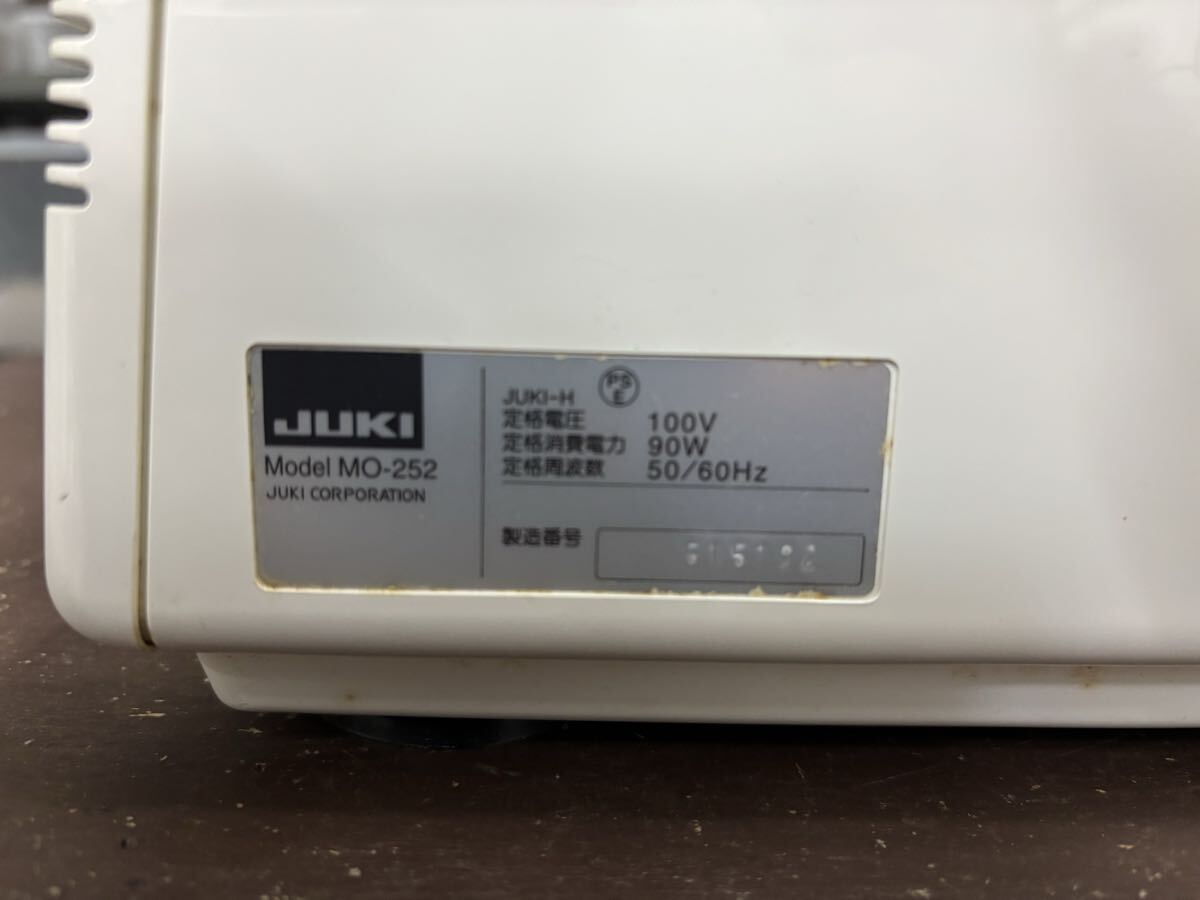 JUKI
Model MO-252
JUKI CORPORATION
JUKI-H
PS
E
定格電圧 100V
定格消費電力 90W
定格周波数 50/60Hz
製造番号